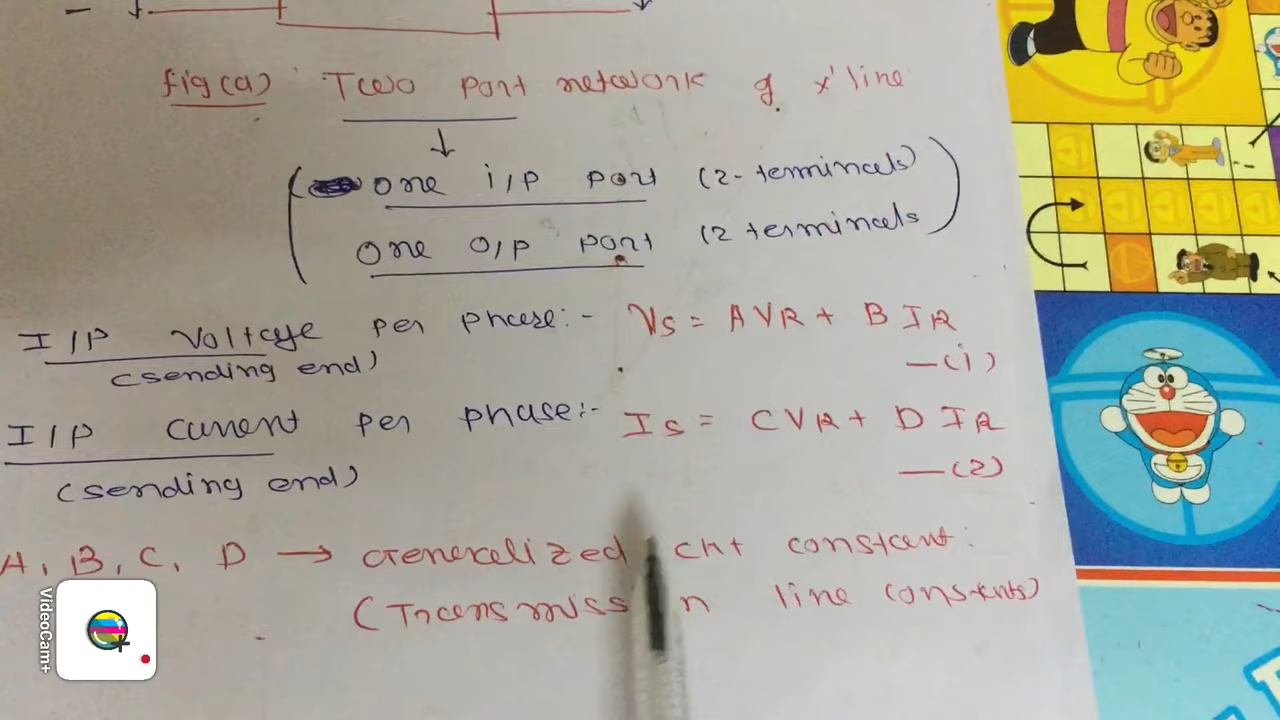 fig(a) Two port network of x'line
one i/p port (2-terminals)
one o/p port (2 terminals
I/P voltage per phase:- Vs = AVR + BIR
(sending end) —(1)
I/P current per phase:- Is = CVR + DIR
(sending end) —(2)
A, B, C, D → Generalized ckt constant.
(Transmiss n line constants)
VideoCam+